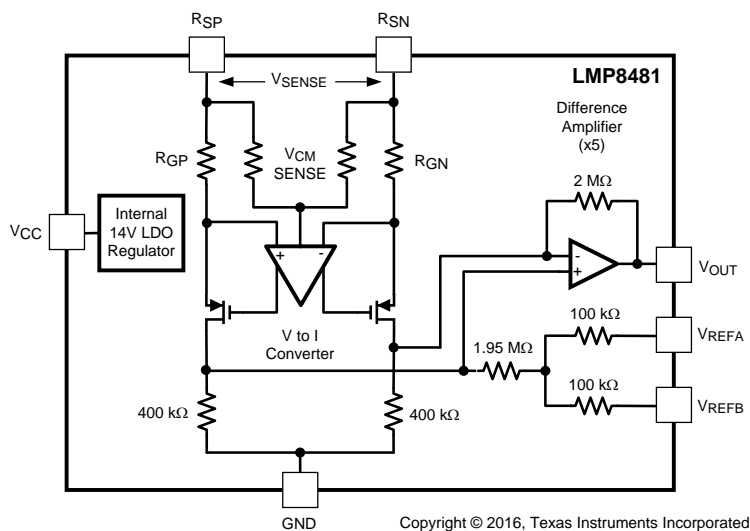 RSP
RSN
VSENSE
LMP8481
Difference
Amplifier
(x5)
RGP
VCM
SENSE
RGN
2 MΩ
VCC
Internal
14V LDO
Regulator
+
-
-
+
VOUT
V to I
Converter
1.95 MΩ
100 kΩ
VREFA
100 kΩ
VREFB
400 kΩ
400 kΩ
GND
Copyright © 2016, Texas Instruments Incorporated